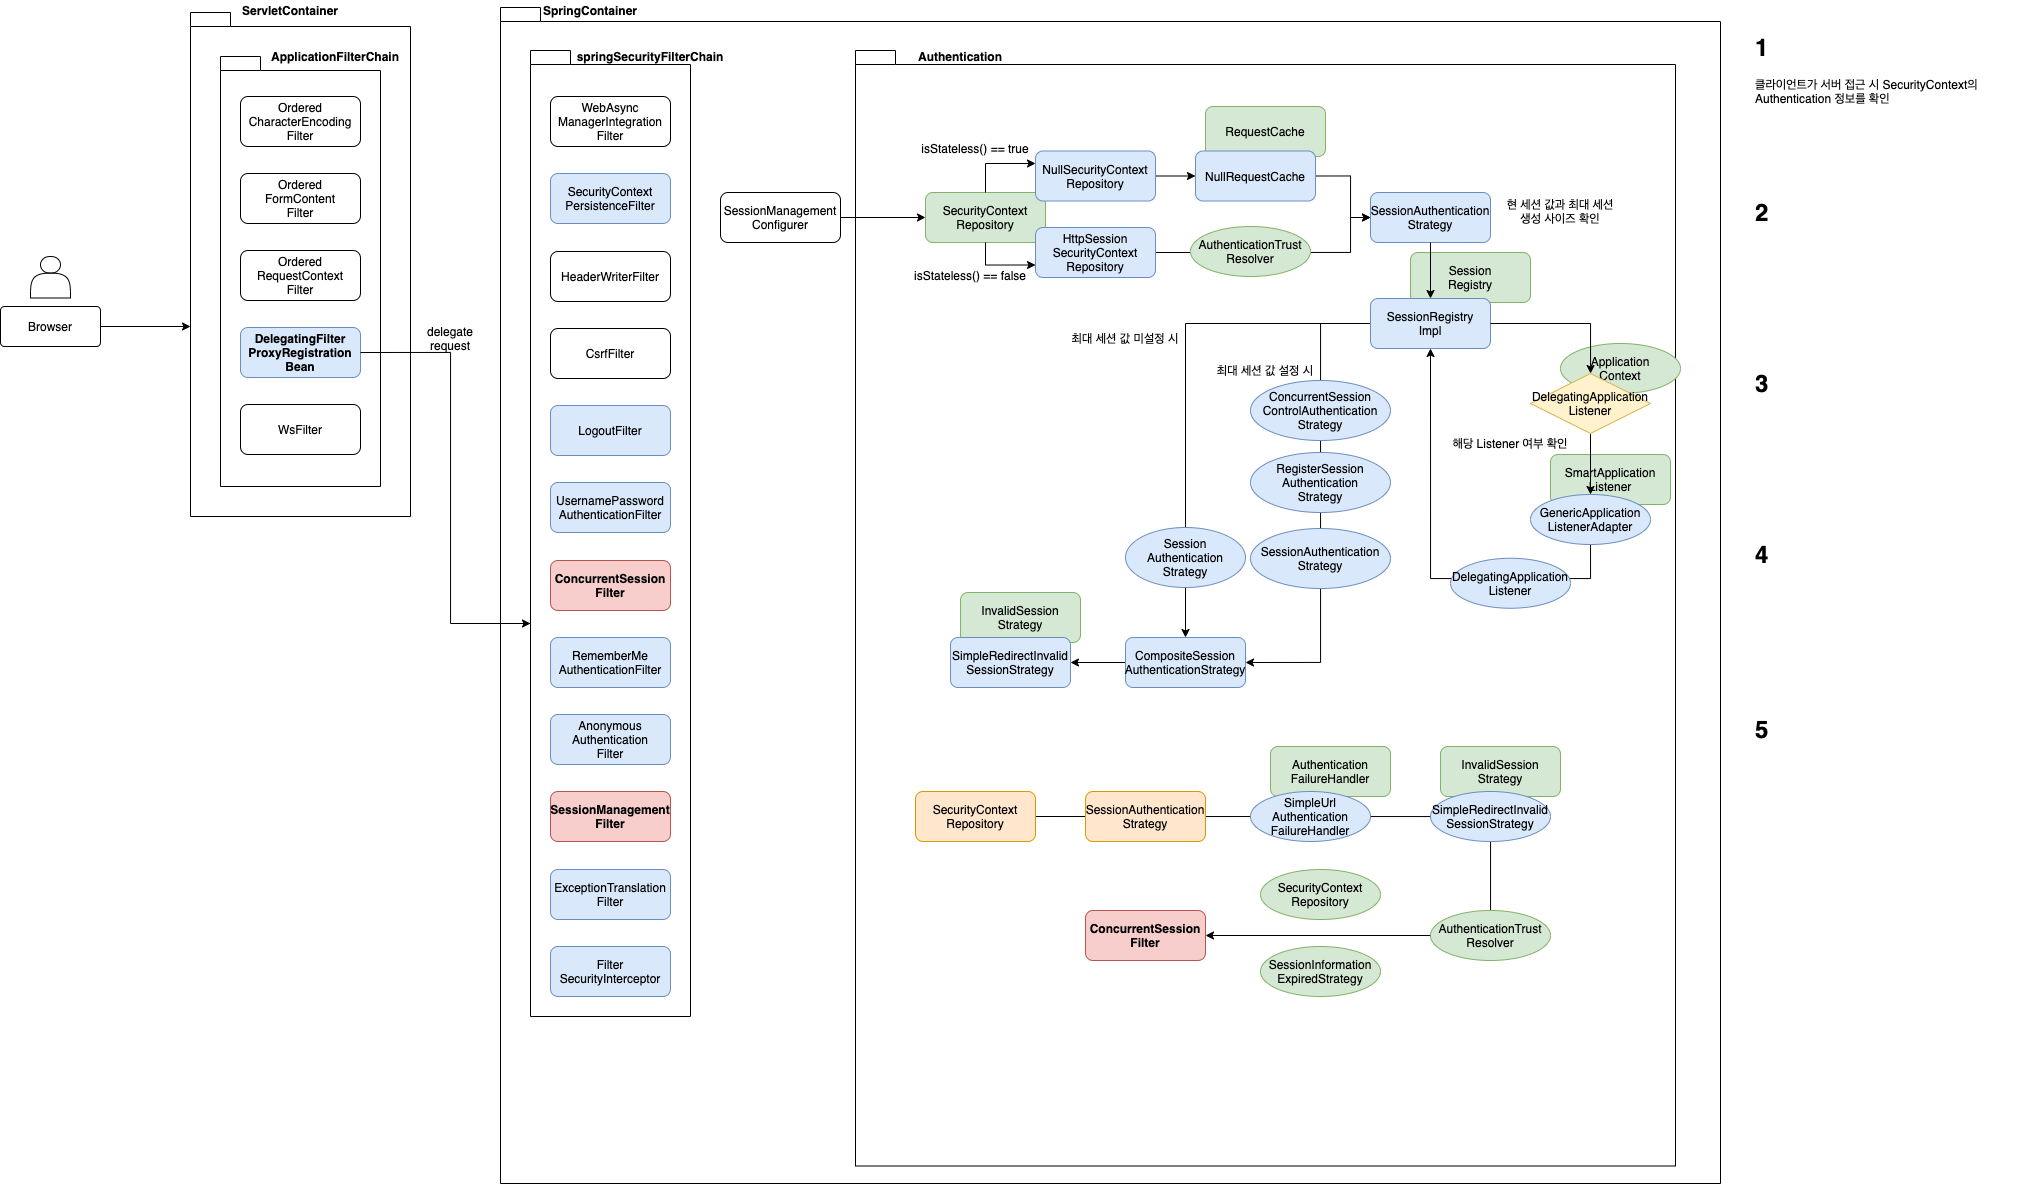 ServletContainer
ApplicationFilterChain
Ordered
CharacterEncoding
Filter
Ordered
FormContent
Filter
Ordered
RequestContext
Filter
DelegatingFilter
ProxyRegistration
Bean
WsFilter
Browser
delegate
request
SpringContainer
springSecurityFilterChain
WebAsync
ManagerIntegration
Filter
SecurityContext
PersistenceFilter
HeaderWriterFilter
CsrfFilter
LogoutFilter
UsernamePassword
AuthenticationFilter
ConcurrentSession
Filter
RememberMe
AuthenticationFilter
Anonymous
Authentication
Filter
SessionManagement
Filter
ExceptionTranslation
Filter
Filter
SecurityInterceptor
SessionManagement
Configurer
Authentication
isStateless() == true
SecurityContext
Repository
isStateless() == false
NullSecurityContext
Repository
RequestCache
NullRequestCache
HttpSession
SecurityContext
Repository
AuthenticationTrust
Resolver
SessionAuthentication
Strategy
현 세션 값과 최대 세션
생성 사이즈 확인
Session
Registry
SessionRegistry
Impl
최대 세션 값 미설정 시
최대 세션 값 설정 시
ConcurrentSession
ControlAuthentication
Strategy
RegisterSession
Authentication
Strategy
SessionAuthentication
Strategy
Session
Authentication
Strategy
Application
Context
DelegatingApplication
Listener
해당 Listener 여부 확인
SmartApplication
Listener
GenericApplication
ListenerAdapter
DelegatingApplication
Listener
InvalidSession
Strategy
SimpleRedirectInvalid
SessionStrategy
CompositeSession
AuthenticationStrategy
SecurityContext
Repository
SessionAuthentication
Strategy
Authentication
FailureHandler
SimpleUrl
Authentication
FailureHandler
InvalidSession
Strategy
SimpleRedirectInvalid
SessionStrategy
SecurityContext
Repository
ConcurrentSession
Filter
AuthenticationTrust
Resolver
SessionInformation
ExpiredStrategy
1
클라이언트가 서버 접근 시 SecurityContext의
Authentication 정보를 확인
2
3
4
5